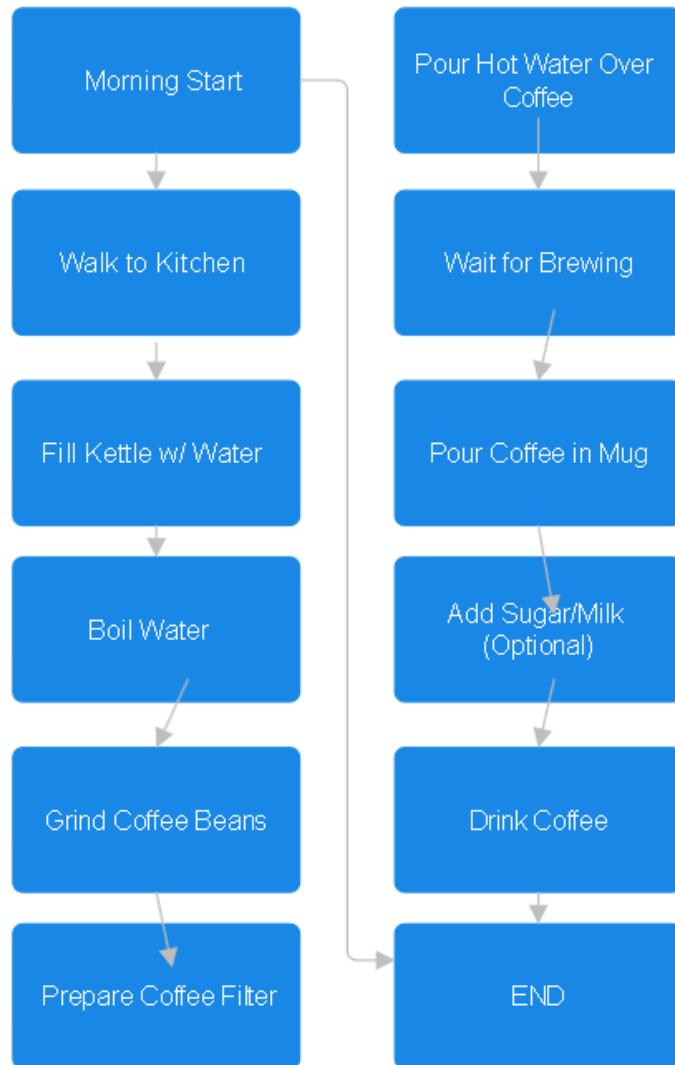 Morning Start
Walk to Kitchen
Fill Kettle w/ Water
Boil Water
Grind Coffee Beans
Prepare Coffee Filter
Pour Hot Water Over
Coffee
Wait for Brewing
Pour Coffee in Mug
Add Sugar/Milk
(Optional)
Drink Coffee
END